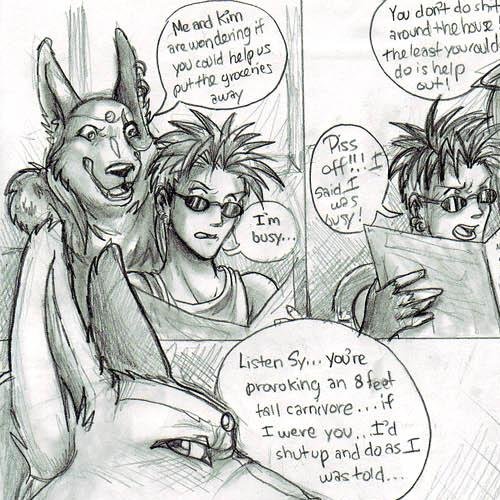 Me and Kim
are wondering if
you could help us
put the groceries
away
I'm
busy...
You don't do shit
around the house!
the least you could
do is help
out!
Piss
off!!! I
said I
was
busy!
Listen Sy... you're
provoking an 8 feet
tall carnivore... if
I were you... I'd
shut up and do as I
was told...